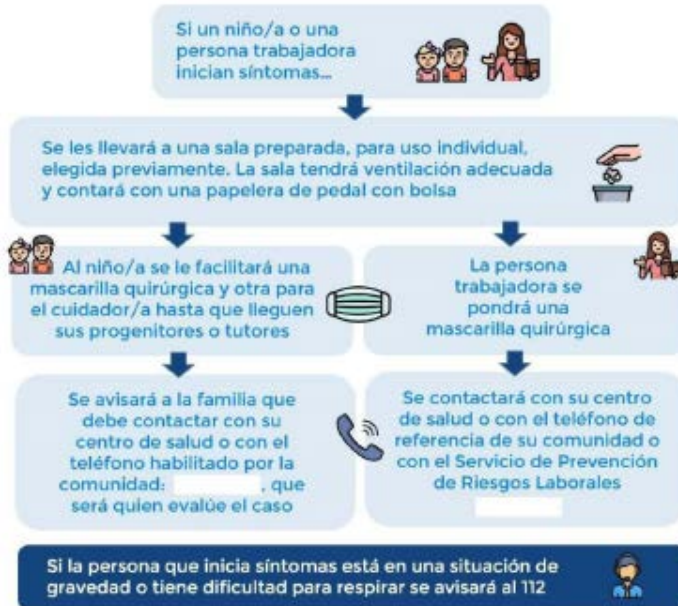 Si un niño/a o una
persona trabajadora
inician síntomas...
Se les llevará a una sala preparada, para uso individual,
elegida previamente. La sala tendrá ventilación adecuada
y contará con una papelera de pedal con bolsa
Al niño/a se le facilitará una
mascarilla quirúrgica y otra para
el cuidador/a hasta que lleguen
sus progenitores o tutores
La persona
trabajadora se
pondrá una
mascarilla quirúrgica
Se avisará a la familia que
debe contactar con su
centro de salud o con el
teléfono habilitado por la
comunidad: , que
será quien evalúe el caso
Se contactará con su centro
de salud o con el teléfono de
referencia de su comunidad o
con el Servicio de Prevención
de Riesgos Laborales
Si la persona que inicia síntomas está en una situación de
gravedad o tiene dificultad para respirar se avisará al 112